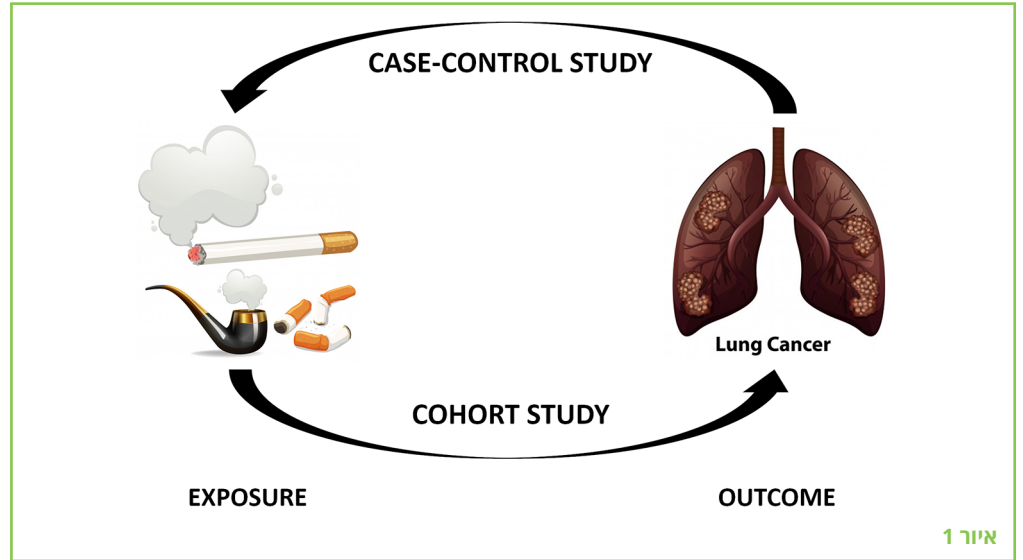 CASE-CONTROL STUDY
Lung Cancer
COHORT STUDY
EXPOSURE
OUTCOME
איור 1